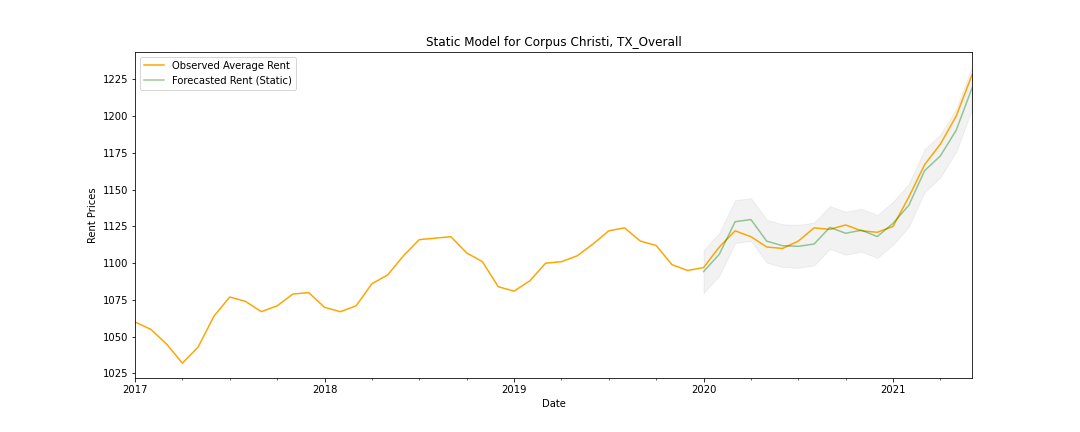 Static Model for Corpus Christi, TX_Overall
Observed Average Rent
Forecasted Rent (Static)
1225
1200
1175
1150
1125
1100
1075
1050
1025
Rent Prices
2017
2018
2019
2020
2021
Date